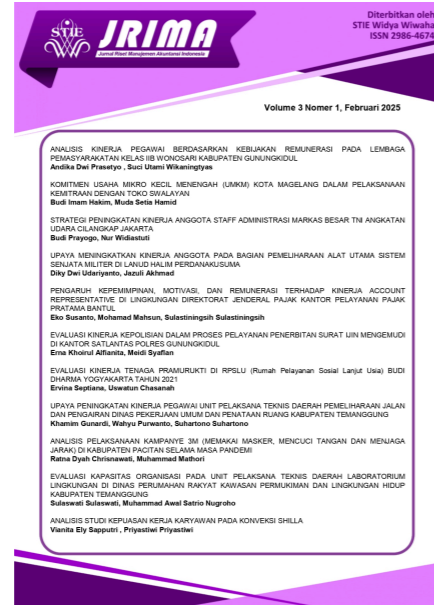 Diterbitkan oleh
STIE Widya Wiwaha
ISSN 2986-4674
STIE
JRIMA
Jurnal Riset Manajemen Akuntansi Indonesia
Volume 3 Nomer 1, Februari 2025
ANALISIS KINERJA PEGAWAI BERDASARKAN KEBIJAKAN REMUNERASI PADA LEMBAGA
PEMASYARAKATAN KELAS IIB WONOSARI KABUPATEN GUNUNGKIDUL
Andika Dwi Prasetyo , Suci Utami Wikaningtyas
KOMITMEN USAHA MIKRO KECIL MENENGAH (UMKM) KOTA MAGELANG DALAM PELAKSANAAN
KEMITRAAN DENGAN TOKO SWALAYAN
Budi Imam Hakim, Muda Setia Hamid
STRATEGI PENINGKATAN KINERJA ANGGOTA STAFF ADMINISTRASI MARKAS BESAR TNI ANGKATAN
UDARA CILANGKAP JAKARTA
Budi Prayogo, Nur Widiastuti
UPAYA MENINGKATKAN KINERJA ANGGOTA PADA BAGIAN PEMELIHARAAN ALAT UTAMA SISTEM
SENJATA MILITER DI LANUD HALIM PERDANAKUSUMA
Diky Dwi Udariyanto, Jazuli Akhmad
PENGARUH KEPEMIMPINAN, MOTIVASI, DAN REMUNERASI TERHADAP KINERJA ACCOUNT
REPRESENTATIVE DI LINGKUNGAN DIREKTORAT JENDERAL PAJAK KANTOR PELAYANAN PAJAK
PRATAMA BANTUL
Eko Susanto, Mohamad Mahsun, Sulastiningsih Sulastiningsih
EVALUASI KINERJA KEPOLISIAN DALAM PROSES PELAYANAN PENERBITAN SURAT IJIN MENGEMUDI
DI KANTOR SATLANTAS POLRES GUNUNGKIDUL
Erna Khoirul Alfianita, Meidi Syaflan
EVALUASI KINERJA TENAGA PRAMURUKTI DI RPSLU (Rumah Pelayanan Sosial Lanjut Usia) BUDI
DHARMA YOGYAKARTA TAHUN 2021
Ervina Septiana, Uswatun Chasanah
UPAYA PENINGKATAN KINERJA PEGAWAI UNIT PELAKSANA TEKNIS DAERAH PEMELIHARAAN JALAN
DAN PENGAIRAN DINAS PEKERJAAN UMUM DAN PENATAAN RUANG KABUPATEN TEMANGGUNG
Khamim Gunardi, Wahyu Purwanto, Suhartono Suhartono
ANALISIS PELAKSANAAN KAMPANYE 3M (MEMAKAI MASKER, MENCUCI TANGAN DAN MENJAGA
JARAK) DI KABUPATEN PACITAN SELAMA MASA PANDEMI
Ratna Dyah Chrisnawati, Muhammad Mathori
EVALUASI KAPASITAS ORGANISASI PADA UNIT PELAKSANA TEKNIS DAERAH LABORATORIUM
LINGKUNGAN DI DINAS PERUMAHAN RAKYAT KAWASAN PERMUKIMAN DAN LINGKUNGAN HIDUP
KABUPATEN TEMANGGUNG
Sulaswati Sulaswati, Muhammad Awal Satrio Nugroho
ANALISIS STUDI KEPUASAN KERJA KARYAWAN PADA KONVEKSI SHILLA
Vianita Ely Sapputri , Priyastiwi Priyastiwi